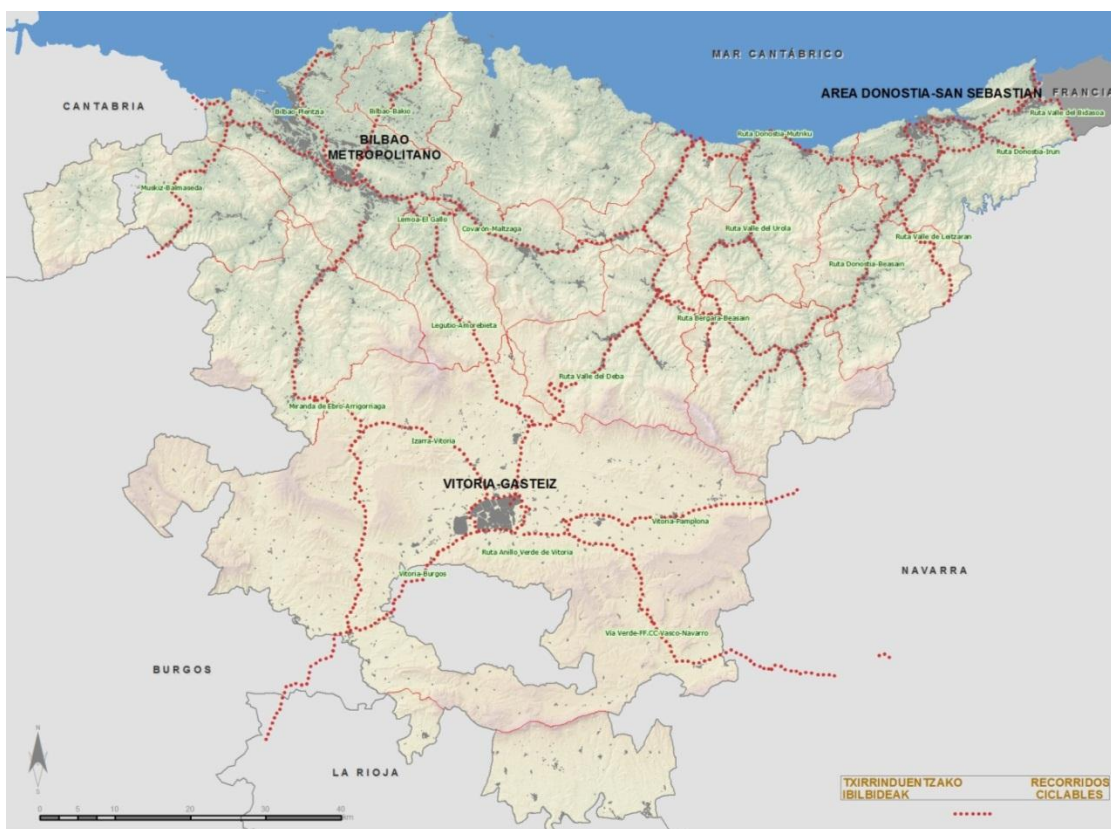 MAR CANTÁBRICO
CANTABRIA
AREA DONOSTIA-SAN SEBASTIAN
FRANCIA
Ruta Valle del Bidasoa
Bilbao-Plentzia
Bilbao-Bakio
Ruta Donostia-Mutriku
BILBAO
METROPOLITANO
Ruta Donostia-Irun
Muskiz-Balmaseda
Lemoa-El Gallo
Covarón-Maltzaga
Ruta Valle del Urola
Ruta Valle de Leitzaran
Ruta Donostia-Beasain
Ruta Bergara-Beasain
Legutio-Amorebieta
Ruta Valle del Deba
Miranda de Ebro-Arrigorriaga
Izarra-Vitoria
VITORIA-GASTEIZ
Vitoria-Pamplona
Ruta Anillo Verde de Vitoria
NAVARRA
Vitoria-Burgos
Vía Verde-FF.CC-Vasco-Navarro
BURGOS
N
LA RIOJA
S
TXIRRINDUENTZAKO RECORRIDOS
IBILBIDEAK CICLABLES
0 10 20 30 40
km